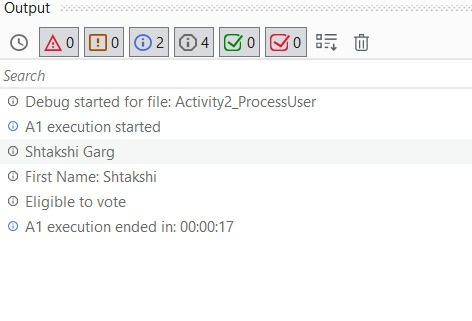 Output
0 0 2 4 0 0
Search
Debug started for file: Activity2_ProcessUser
A1 execution started
Shtakshi Garg
First Name: Shtakshi
Eligible to vote
A1 execution ended in: 00:00:17